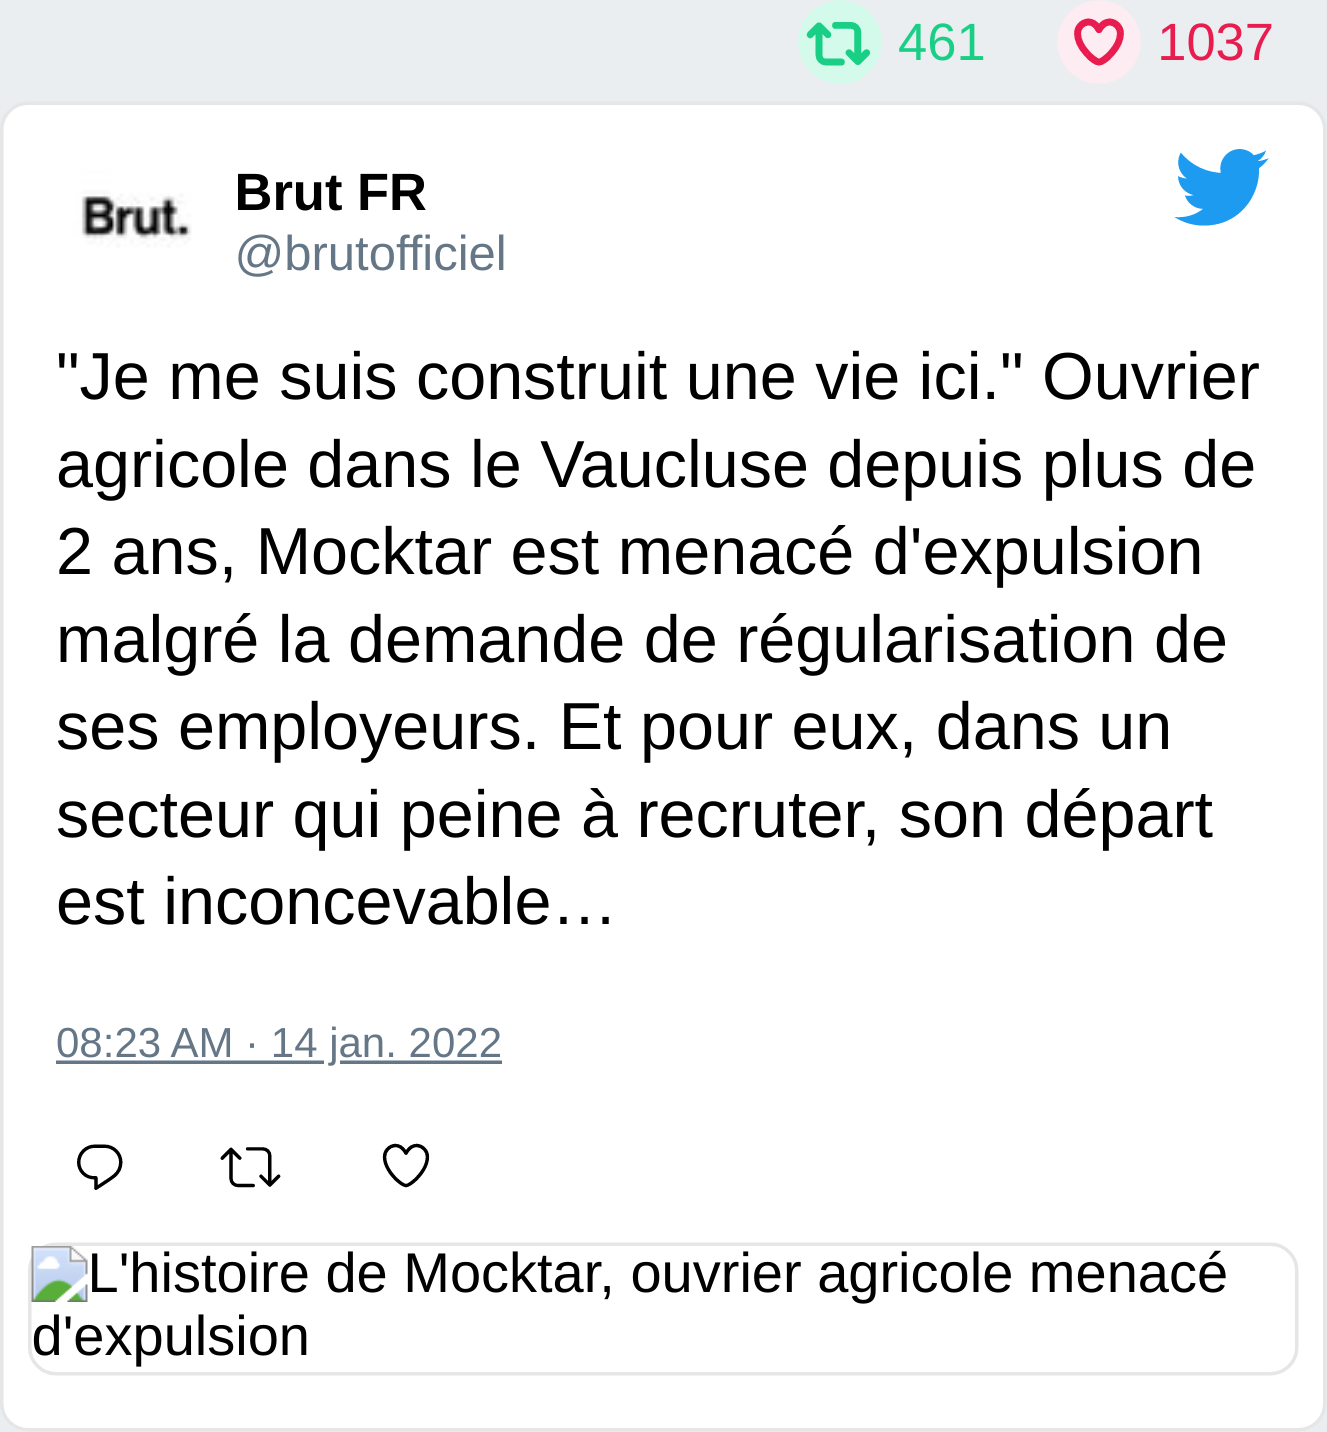 461 1037
Brut.
Brut FR
@brutofficiel
"Je me suis construit une vie ici." Ouvrier
agricole dans le Vaucluse depuis plus de
2 ans, Mocktar est menacé d'expulsion
malgré la demande de régularisation de
ses employeurs. Et pour eux, dans un
secteur qui peine à recruter, son départ
est inconcevable…
08:23 AM · 14 jan. 2022
L'histoire de Mocktar, ouvrier agricole menacé
d'expulsion